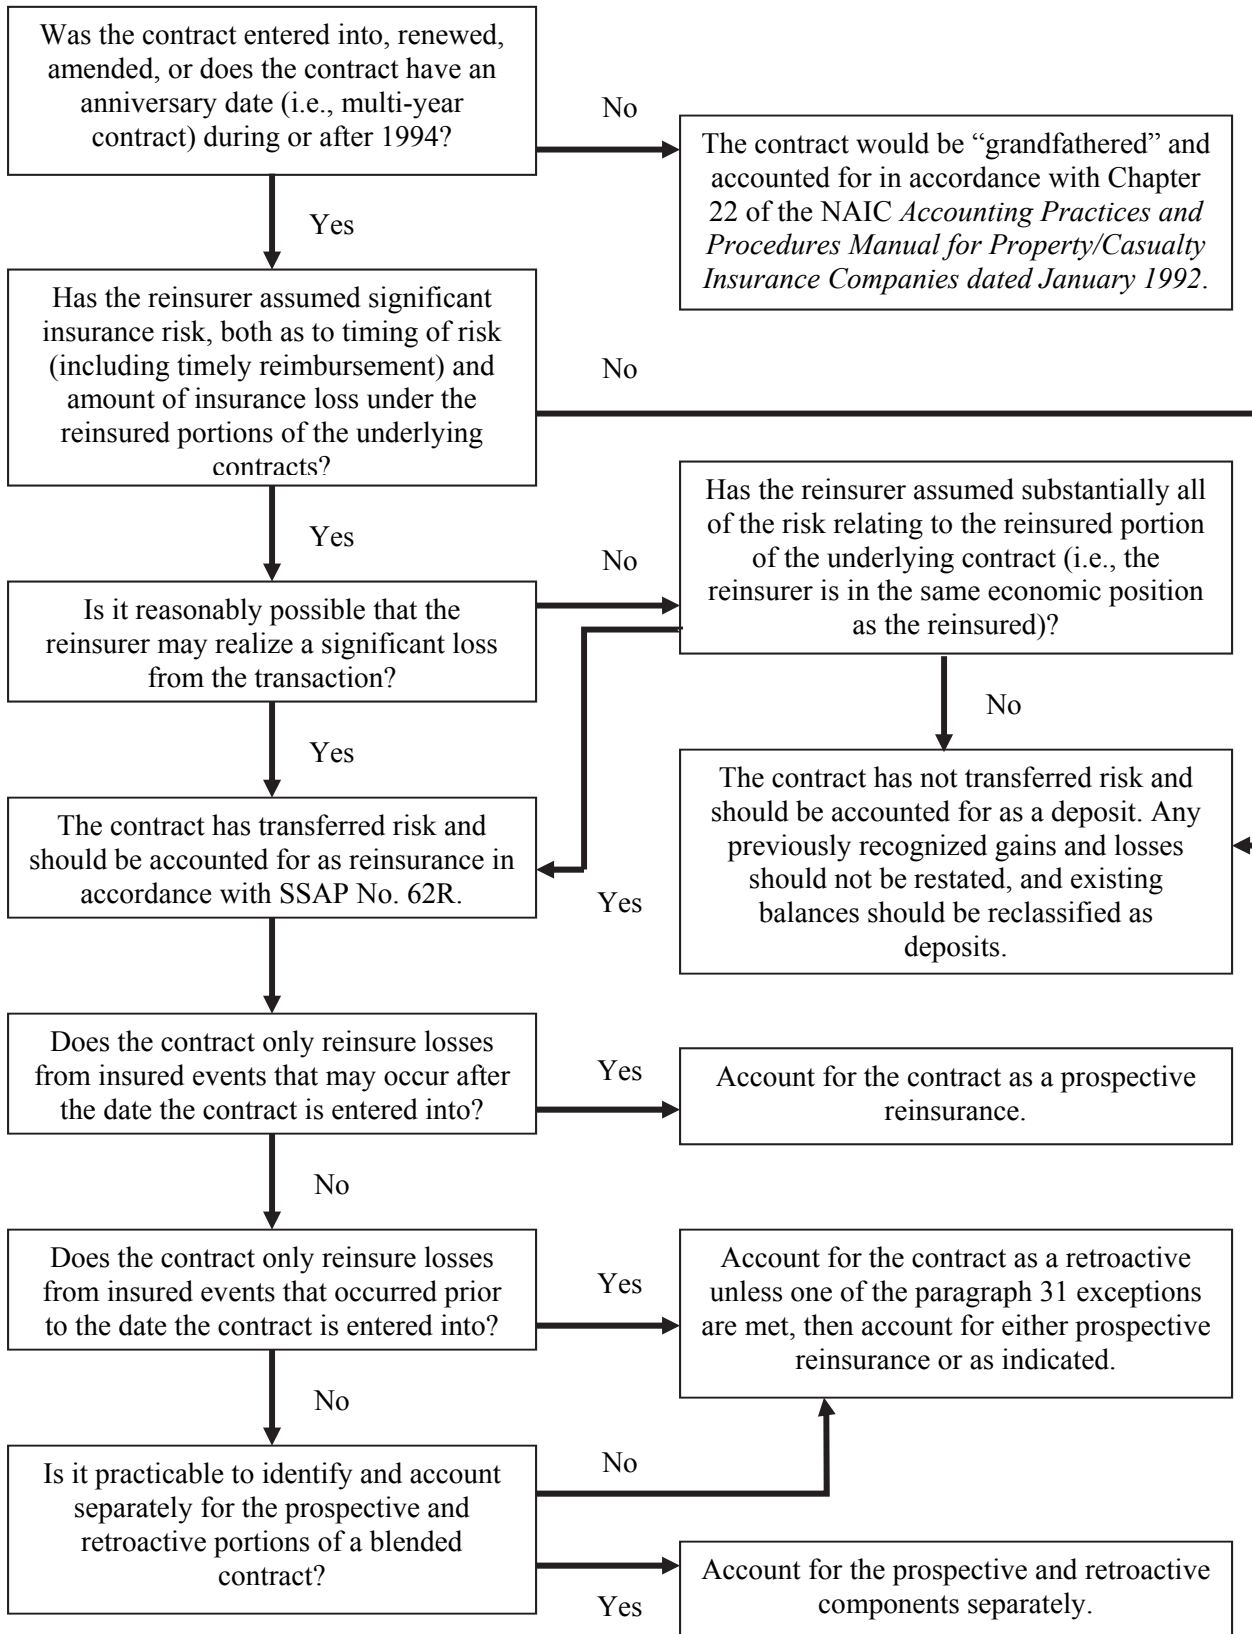 Was the contract entered into, renewed,
amended, or does the contract have an
anniversary date (i.e., multi-year
contract) during or after 1994?
No
The contract would be “grandfathered” and
accounted for in accordance with Chapter
22 of the NAIC Accounting Practices and
Procedures Manual for Property/Casualty
Insurance Companies dated January 1992.
Yes
Has the reinsurer assumed significant
insurance risk, both as to timing of risk
(including timely reimbursement) and
amount of insurance loss under the
reinsured portions of the underlying
contracts?
No
Has the reinsurer assumed substantially all
of the risk relating to the reinsured portion
of the underlying contract (i.e., the
reinsurer is in the same economic position
as the reinsured)?
Yes
No
Is it reasonably possible that the
reinsurer may realize a significant loss
from the transaction?
No
Yes
The contract has not transferred risk and
should be accounted for as a deposit. Any
previously recognized gains and losses
should not be restated, and existing
balances should be reclassified as
deposits.
The contract has transferred risk and
should be accounted for as reinsurance in
accordance with SSAP No. 62R.
Yes
Does the contract only reinsure losses
from insured events that may occur after
the date the contract is entered into?
Yes
Account for the contract as a prospective
reinsurance.
No
Does the contract only reinsure losses
from insured events that occurred prior
to the date the contract is entered into?
Yes
Account for the contract as a retroactive
unless one of the paragraph 31 exceptions
are met, then account for either prospective
reinsurance or as indicated.
No
Is it practicable to identify and account
separately for the prospective and
retroactive portions of a blended
contract?
No
Yes
Account for the prospective and retroactive
components separately.